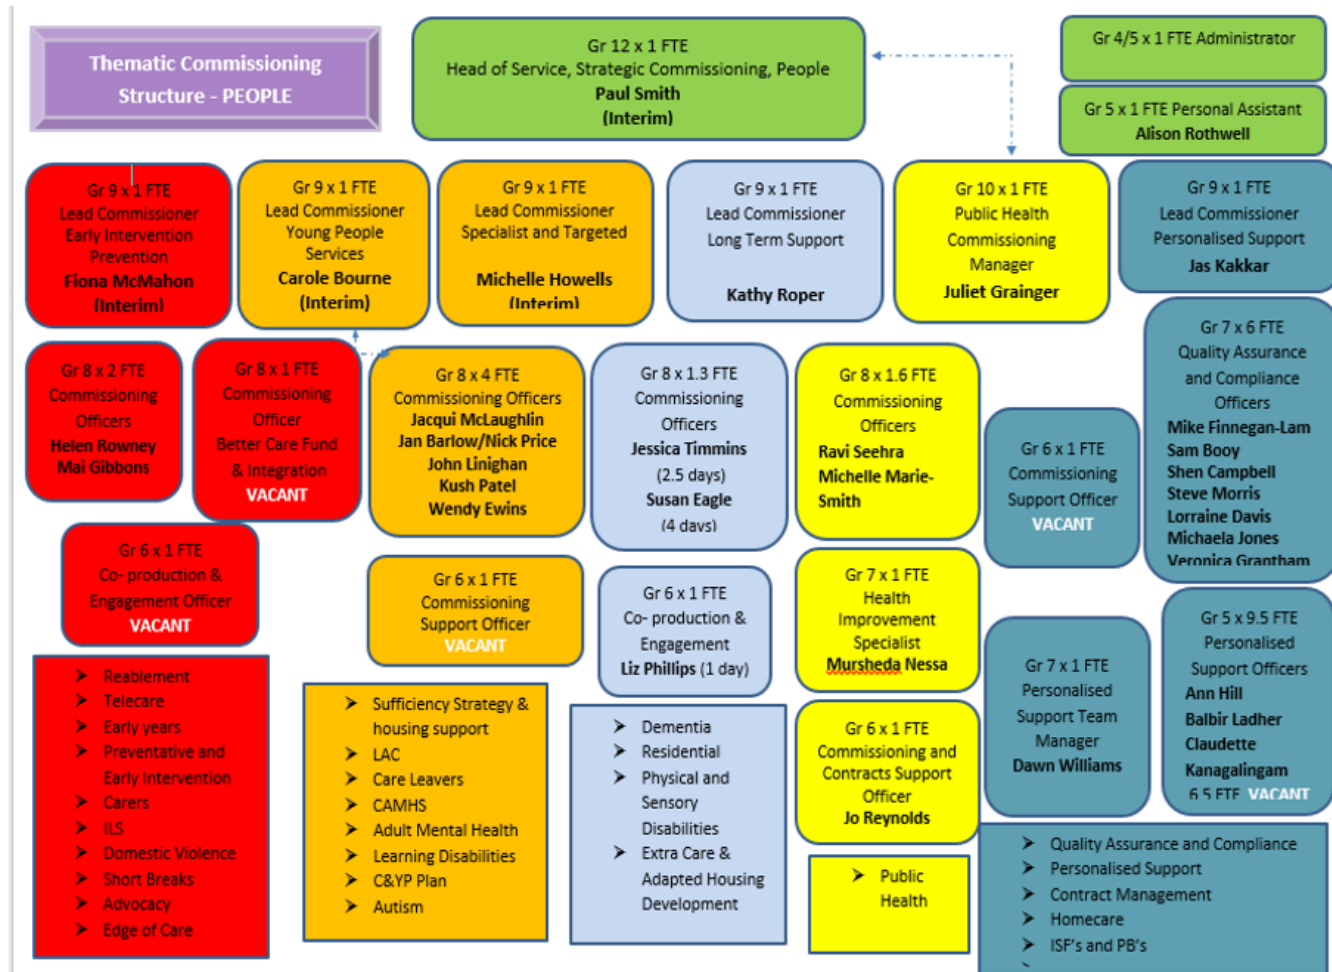 Thematic Commissioning
Structure - PEOPLE
Gr 12 x 1 FTE
Head of Service, Strategic Commissioning, People
Paul Smith
(Interim)
Gr 4/5 x 1 FTE Administrator
Gr 5 x 1 FTE Personal Assistant
Alison Rothwell
Gr 9 x 1 FTE
Lead Commissioner
Early Intervention
Prevention
Fiona McMahon
(Interim)
Gr 9 x 1 FTE
Lead Commissioner
Young People
Services
Carole Bourne
(Interim)
Gr 9 x 1 FTE
Lead Commissioner
Specialist and Targeted
Michelle Howells
(Interim)
Gr 9 x 1 FTE
Lead Commissioner
Long Term Support
Kathy Roper
Gr 10 x 1 FTE
Public Health
Commissioning
Manager
Juliet Grainger
Gr 9 x 1 FTE
Lead Commissioner
Personalised Support
Jas Kakkar
Gr 8 x 2 FTE
Commissioning
Officers
Helen Rowney
Mai Gibbons
Gr 8 x 1 FTE
Commissioning
Officer
Better Care Fund
& Integration
VACANT
Gr 8 x 4 FTE
Commissioning Officers
Jacqui McLaughlin
Jan Barlow/Nick Price
John Linighan
Kush Patel
Wendy Ewins
Gr 8 x 1.3 FTE
Commissioning
Officers
Jessica Timmins
(2.5 days)
Susan Eagle
(4 days)
Gr 8 x 1.6 FTE
Commissioning
Officers
Ravi Seehra
Michelle Marie-
Smith
Gr 6 x 1 FTE
Commissioning
Support Officer
VACANT
Gr 7 x 6 FTE
Quality Assurance
and Compliance
Officers
Mike Finnegan-Lam
Sam Booy
Shen Campbell
Steve Morris
Lorraine Davis
Michaela Jones
Veronica Grantham
Gr 6 x 1 FTE
Co- production &
Engagement Officer
VACANT
Gr 6 x 1 FTE
Commissioning
Support Officer
VACANT
Gr 6 x 1 FTE
Co- production &
Engagement
Liz Phillips (1 day)
Gr 7 x 1 FTE
Health
Improvement
Specialist
Mursheda Nessa
Gr 7 x 1 FTE
Personalised
Support Team
Manager
Dawn Williams
Gr 5 x 9.5 FTE
Personalised
Support Officers
Ann Hill
Balbir Ladher
Claudette
Kanagalingam
6.5 FTE VACANT
Gr 6 x 1 FTE
Commissioning and
Contracts Support
Officer
Jo Reynolds
➤ Reablement
➤ Telecare
➤ Early years
➤ Preventative and
Early Intervention
➤ Carers
➤ ILS
➤ Domestic Violence
➤ Short Breaks
➤ Advocacy
➤ Edge of Care
➤ Sufficiency Strategy &
housing support
➤ LAC
➤ Care Leavers
➤ CAMHS
➤ Adult Mental Health
➤ Learning Disabilities
➤ C&YP Plan
➤ Autism
➤ Dementia
➤ Residential
➤ Physical and
Sensory
Disabilities
➤ Extra Care &
Adapted Housing
Development
➤ Public
Health
➤ Quality Assurance and Compliance
➤ Personalised Support
➤ Contract Management
➤ Homecare
➤ ISF's and PB's